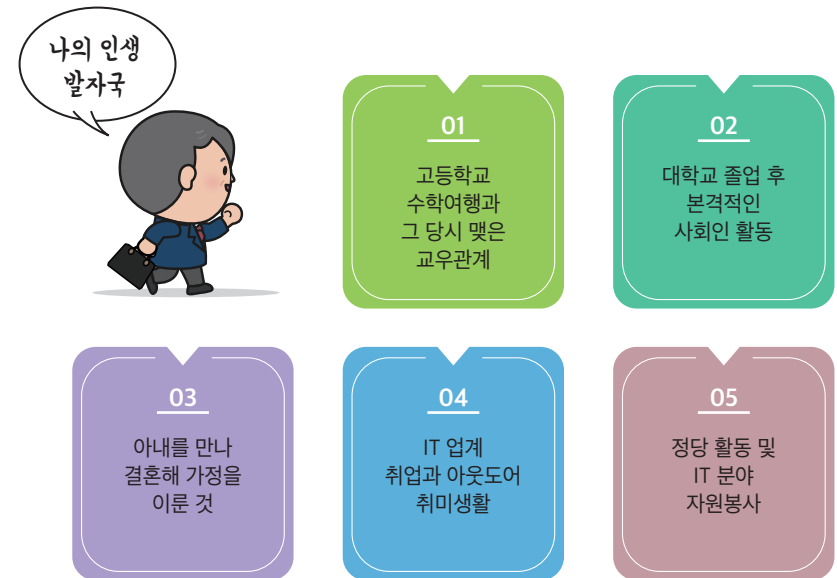 나의 인생
발자국
01
고등학교
수학여행과
그 당시 맺은
교우관계
02
대학교 졸업 후
본격적인
사회인 활동
03
아내를 만나
결혼해 가정을
이룬 것
04
IT 업계
취업과 아웃도어
취미생활
05
정당 활동 및
IT 분야
자원봉사